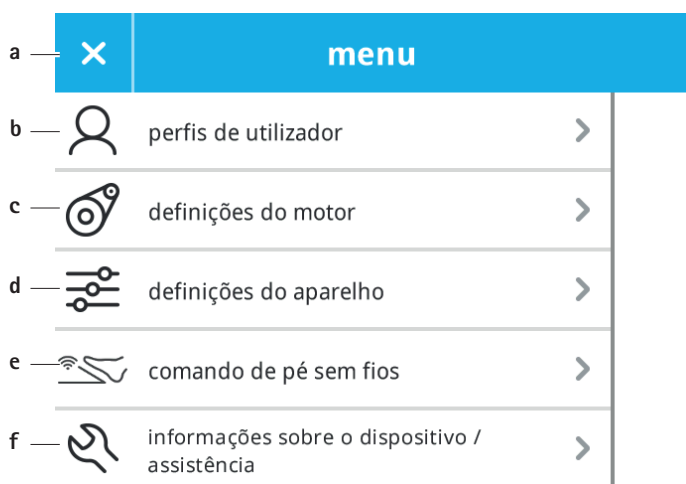 a menu
b perfis de utilizador
c definições do motor
d definições do aparelho
e comando de pé sem fios
f informações sobre o dispositivo /
assistência